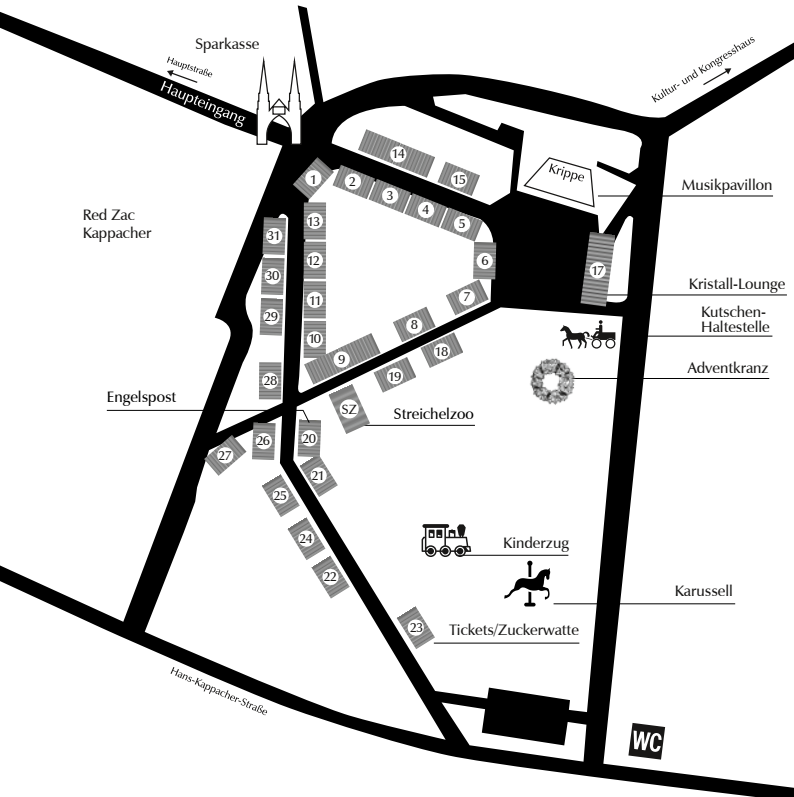 Sparkasse
Hauptstraße
Haupteingang
Kultur- und Kongresshaus
Krippe
Musikpavillon
Red Zac
Kappacher
14
15
1
2
3
4
5
6
7
8
9
10
11
12
13
17
18
19
31
30
29
28
Kristall-Lounge
Kutschen-
Haltestelle
Adventkranz
Engelspost
SZ
Streichelzoo
20
21
26
27
25
24
22
23
Kinderzug
Karussell
Tickets/Zuckerwatte
Hans-Kappacher-Straße
WC